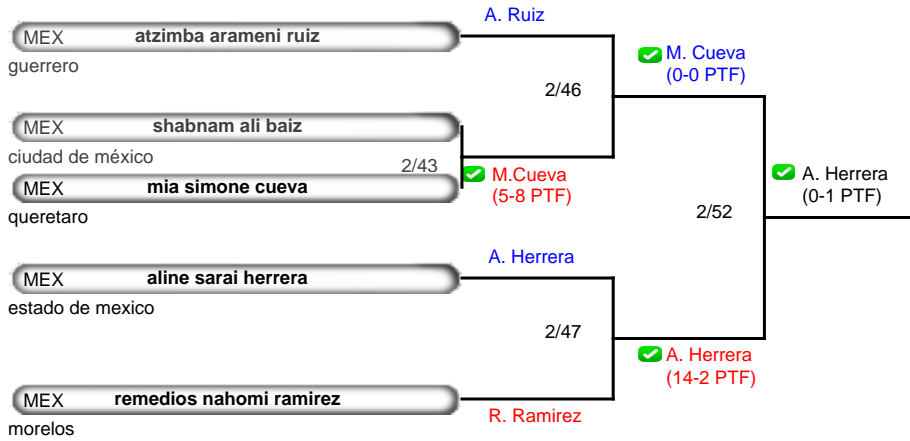 A. Ruiz
MEX atzimba arameni ruiz
guerrero
M. Cueva
(0-0 PTF)
2/46
MEX shabnam ali baiz
ciudad de méxico
2/43
M.Cueva
(5-8 PTF)
MEX mia simone cueva
queretaro
A. Herrera
(0-1 PTF)
2/52
A. Herrera
MEX aline sarai herrera
estado de mexico
2/47
A. Herrera
(14-2 PTF)
MEX remedios nahomi ramirez
R. Ramirez
morelos